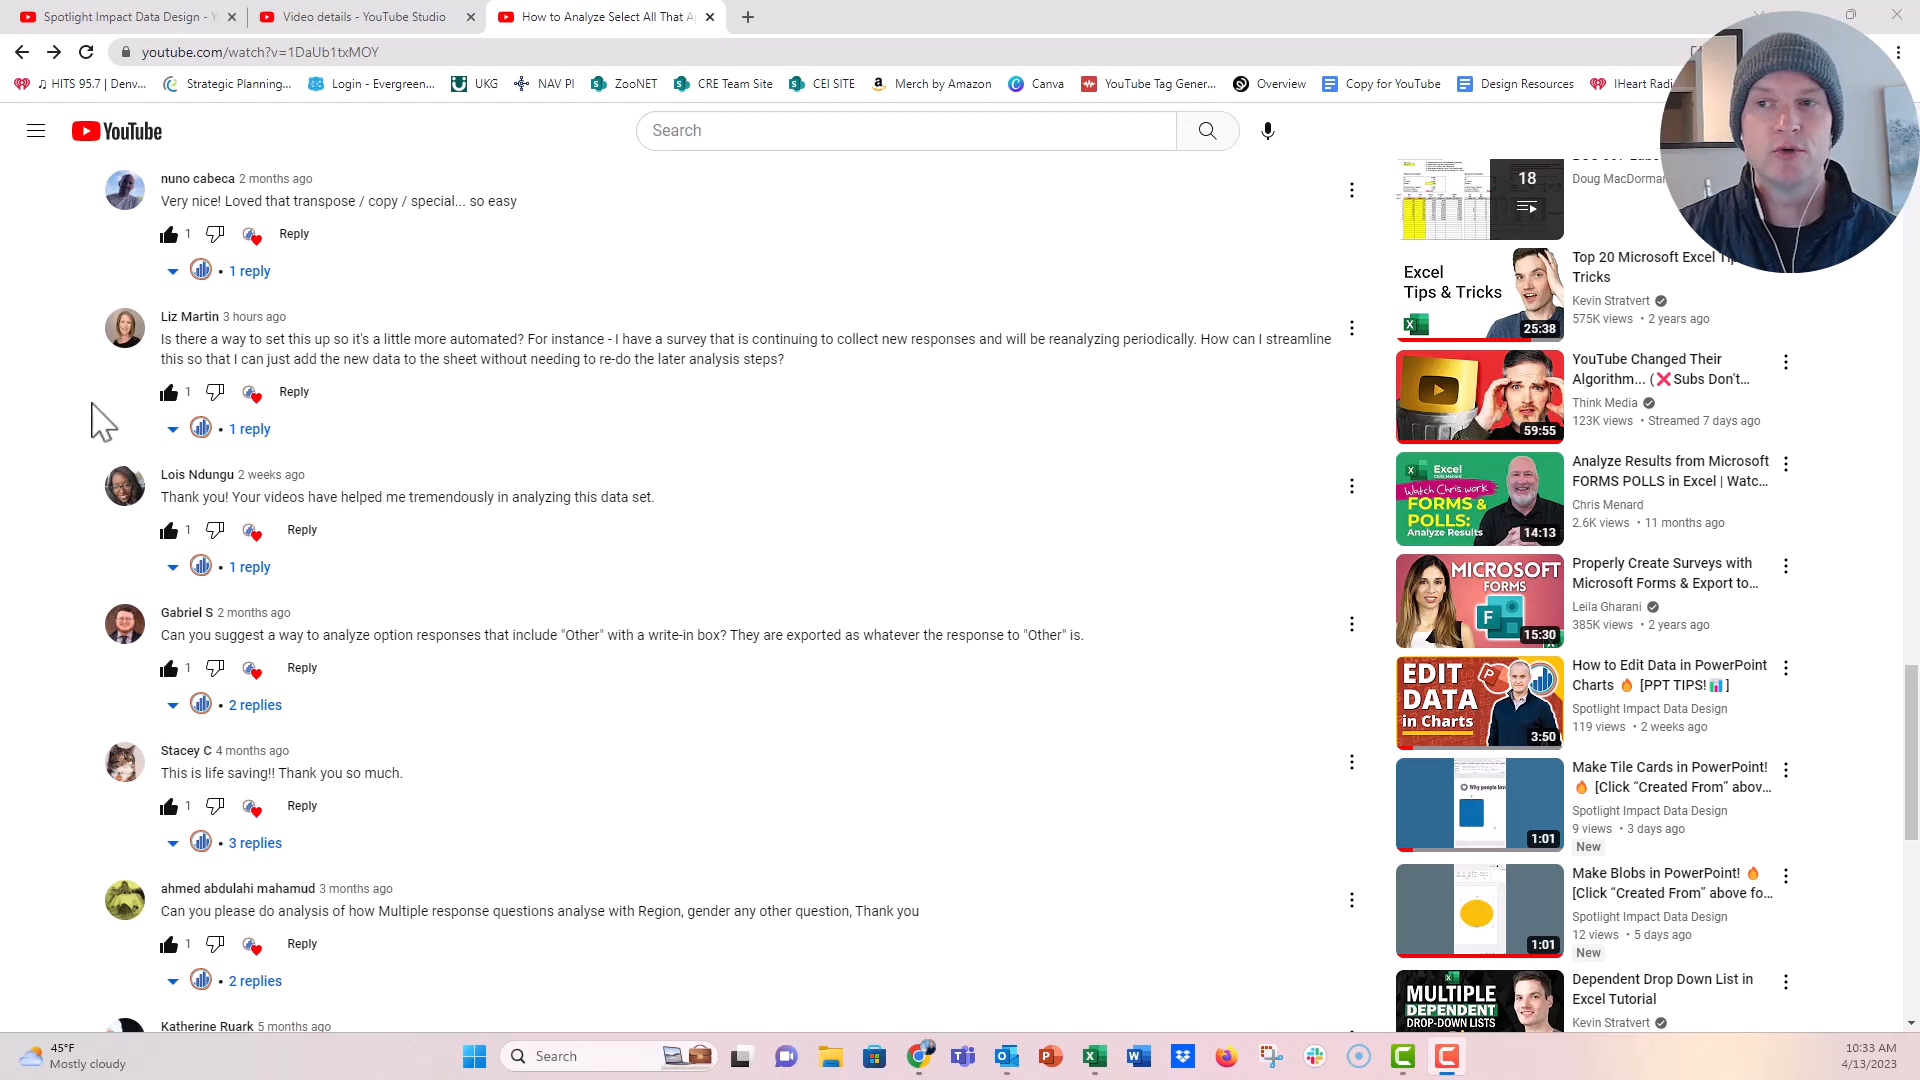 Spotlight Impact Data Design - Y
Video details - YouTube Studio
How to Analyze Select All That A
youtube.com/watch?v=1DaUb1txMOY
♫ HITS 95.7 | Denv...
Strategic Planning...
Login - Evergreen...
UKG
NAV PI
ZooNET
CRE Team Site
CEI SITE
Merch by Amazon
Canva
YouTube Tag Gener...
Overview
Copy for YouTube
Design Resources
IHeart Radi
YouTube
Search
nuno cabeca 2 months ago
Very nice! Loved that transpose / copy / special... so easy
1 Reply
• 1 reply
Liz Martin 3 hours ago
Is there a way to set this up so it's a little more automated? For instance - I have a survey that is continuing to collect new responses and will be reanalyzing periodically. How can I streamline
this so that I can just add the new data to the sheet without needing to re-do the later analysis steps?
1 Reply
• 1 reply
Lois Ndungu 2 weeks ago
Thank you! Your videos have helped me tremendously in analyzing this data set.
1 Reply
• 1 reply
Gabriel S 2 months ago
Can you suggest a way to analyze option responses that include "Other" with a write-in box? They are exported as whatever the response to "Other" is.
1 Reply
• 2 replies
Stacey C 4 months ago
This is life saving!! Thank you so much.
1 Reply
• 3 replies
ahmed abdulahi mahamud 3 months ago
Can you please do analysis of how Multiple response questions analyse with Region, gender any other question, Thank you
1 Reply
• 2 replies
Katherine Ruark 5 months ago
18
Doug MacDorman
Excel
Tips & Tricks
25:38
Top 20 Microsoft Excel
Tricks
Kevin Stratvert
575K views • 2 years ago
59:55
YouTube Changed Their
Algorithm... (❌Subs Don't...
Think Media
123K views • Streamed 7 days ago
Excel
Chris Menard
Watch Chris work
FORMS &
POLLS:
Analyze Results
14:13
Analyze Results from Microsoft
FORMS POLLS in Excel | Watc...
Chris Menard
2.6K views • 11 months ago
MICROSOFT
FORMS
15:30
Properly Create Surveys with
Microsoft Forms & Export to...
Leila Gharani
385K views • 2 years ago
EDIT
DATA
in Charts
3:50
How to Edit Data in PowerPoint
Charts 🔥 [PPT TIPS!📊]
Spotlight Impact Data Design
119 views • 2 weeks ago
Why people lov
1:01
Make Tile Cards in PowerPoint!
🔥 [Click “Created From” abov...
Spotlight Impact Data Design
9 views • 3 days ago
New
1:01
Make Blobs in PowerPoint! 🔥
[Click “Created From” above fo...
Spotlight Impact Data Design
12 views • 5 days ago
New
MULTIPLE
DEPENDENT
DROP-DOWN LISTS
Dependent Drop Down List in
Excel Tutorial
Kevin Stratvert
45°F
Mostly cloudy
Search
10:33 AM
4/13/2023